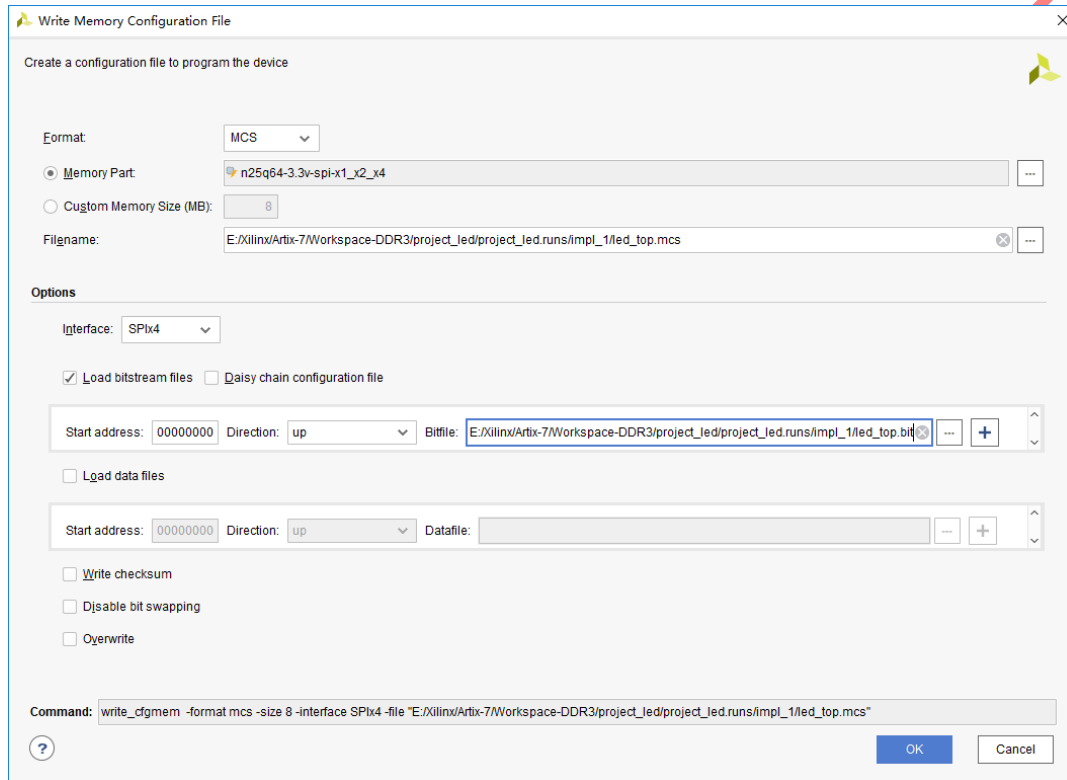 Write Memory Configuration File
Create a configuration file to program the device
Format: MCS
Memory Part: n25q64-3.3v-spi-x1_x2_x4 ...
Custom Memory Size (MB): 8
Filename: E:/Xilinx/Artix-7/Workspace-DDR3/project_led/project_led.runs/impl_1/led_top.mcs ...
Options
Interface: SPIx4
Load bitstream files Daisy chain configuration file
Start address: 00000000 Direction: up Bitfile: E:/Xilinx/Artix-7/Workspace-DDR3/project_led/project_led.runs/impl_1/led_top.bit ... +
Load data files
Start address: 00000000 Direction: up Datafile: ... +
Write checksum
Disable bit swapping
Overwrite
Command: write_cfgmem -format mcs -size 8 -interface SPIx4 -file "E:/Xilinx/Artix-7/Workspace-DDR3/project_led/project_led.runs/impl_1/led_top.mcs"
? OK Cancel